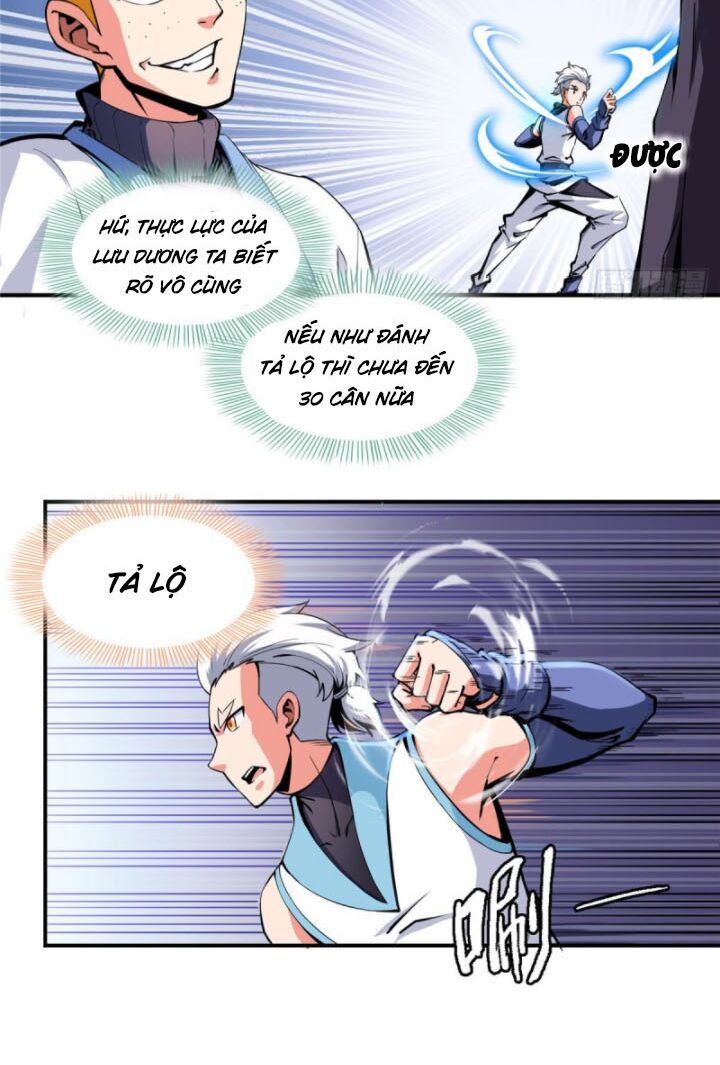 ĐƯỢC
HỨ, THỰC LỰC CỦA
LƯU DƯƠNG TA BIẾT
RÕ VÔ CÙNG
NẾU NHƯ ĐÁNH
TẢ LỘ THÌ CHƯA ĐẾN
30 CÂN NỮA
TẢ LỘ